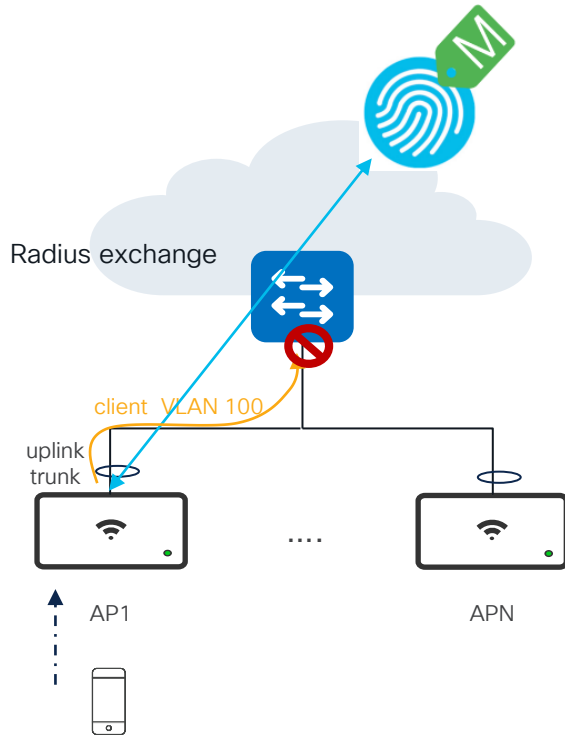 M
Radius exchange
client VLAN 100
uplink
trunk
....
AP1
APN